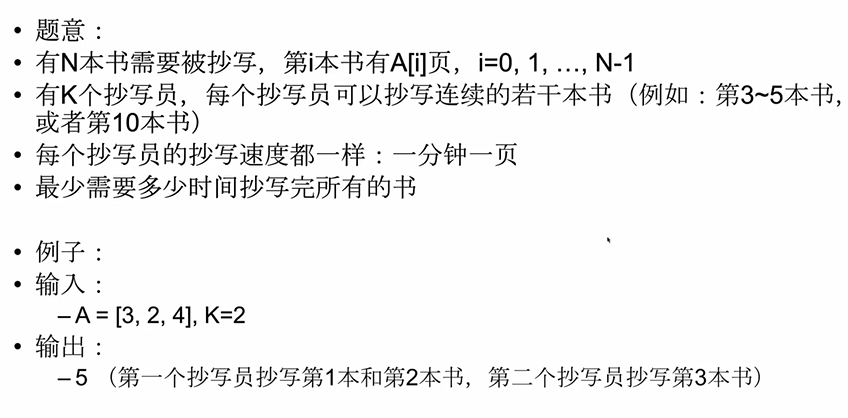 • 题意：
• 有N本书需要被抄写，第i本书有A[i]页，i=0, 1, …, N-1
• 有K个抄写员，每个抄写员可以抄写连续的若干本书（例如：第3~5本书，
或者第10本书）
• 每个抄写员的抄写速度都一样：一分钟一页
• 最少需要多少时间抄写完所有的书
• 例子：
• 输入：
– A = [3, 2, 4], K=2
• 输出：
– 5 （第一个抄写员抄写第1本和第2本书，第二个抄写员抄写第3本书）